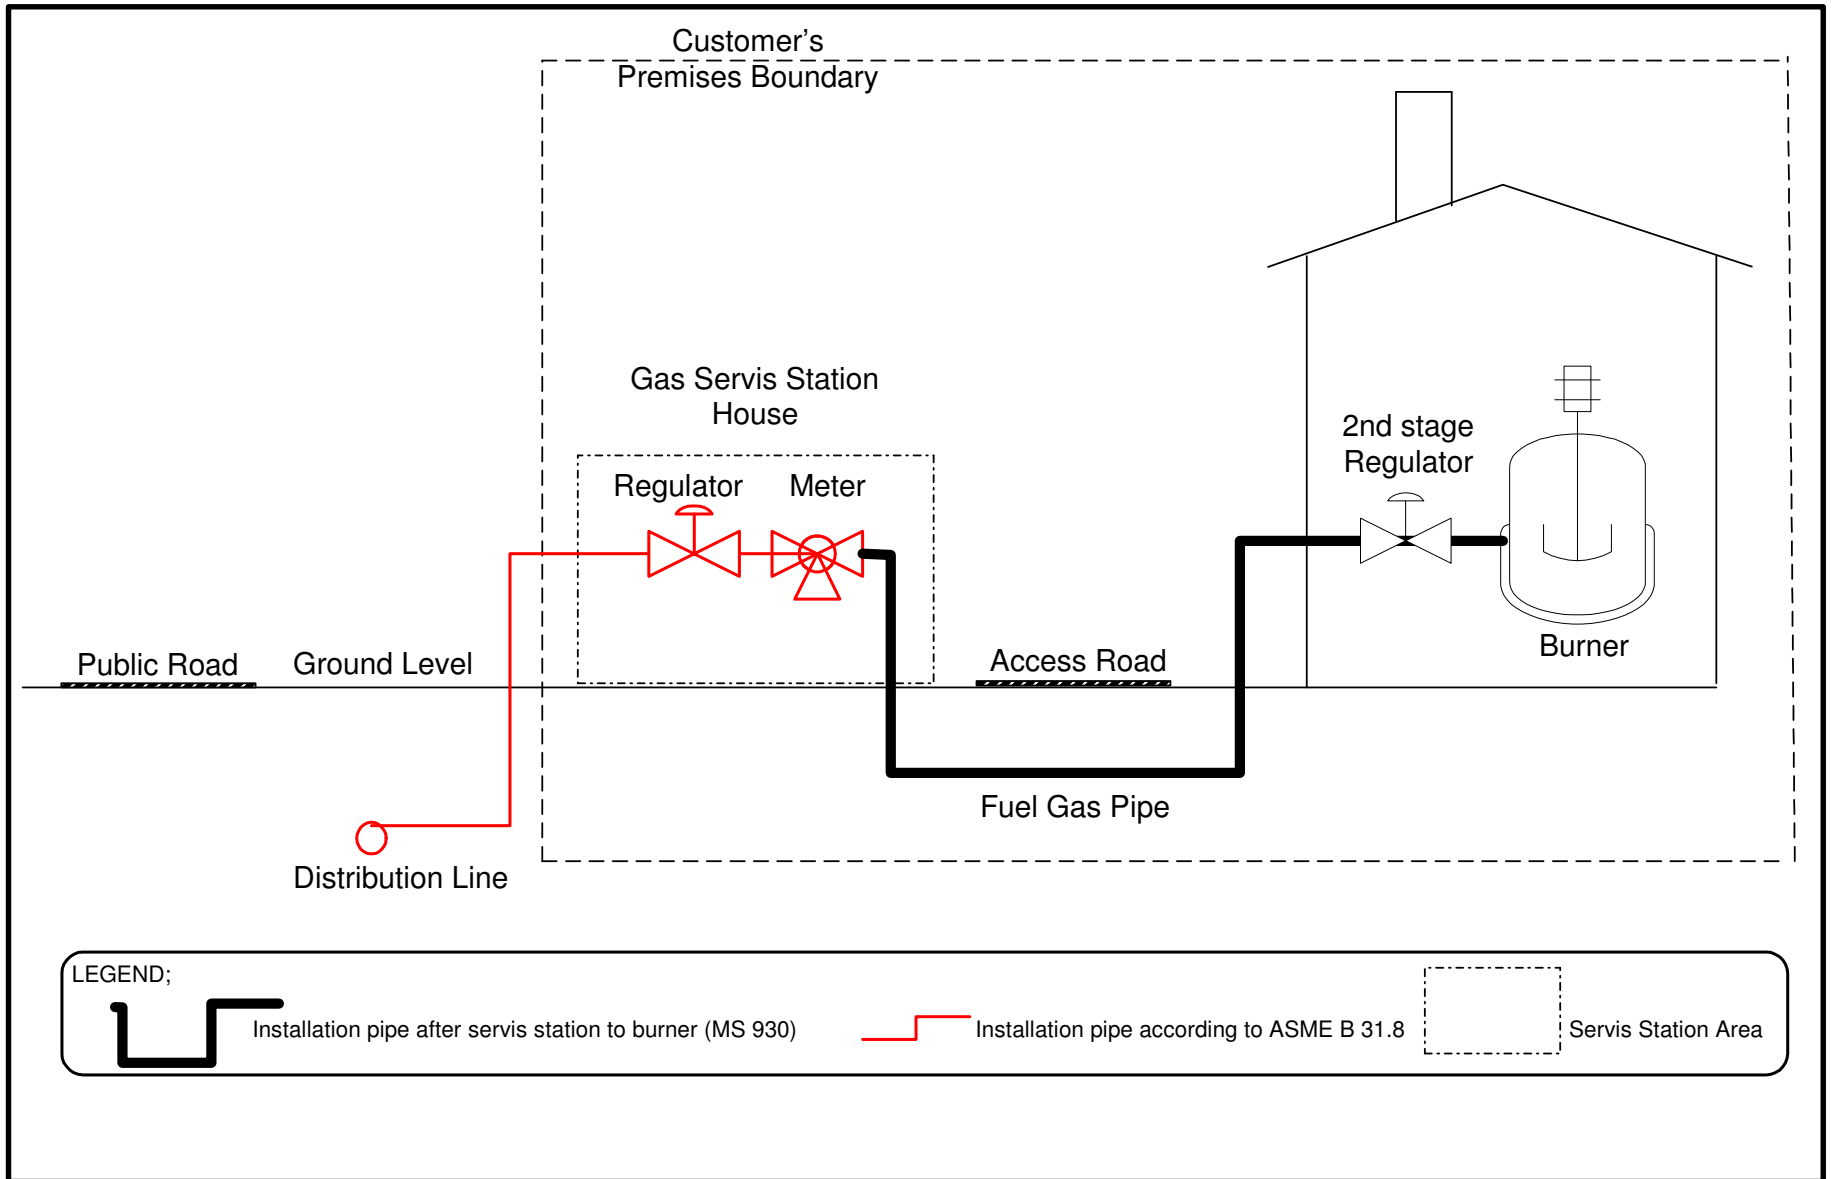 Customer's
Premises Boundary
Gas Servis Station
House
Regulator
Meter
2nd stage
Regulator
Burner
Public Road
Ground Level
Access Road
Fuel Gas Pipe
Distribution Line
LEGEND;
Installation pipe after servis station to burner (MS 930)
Installation pipe according to ASME B 31.8
Servis Station Area